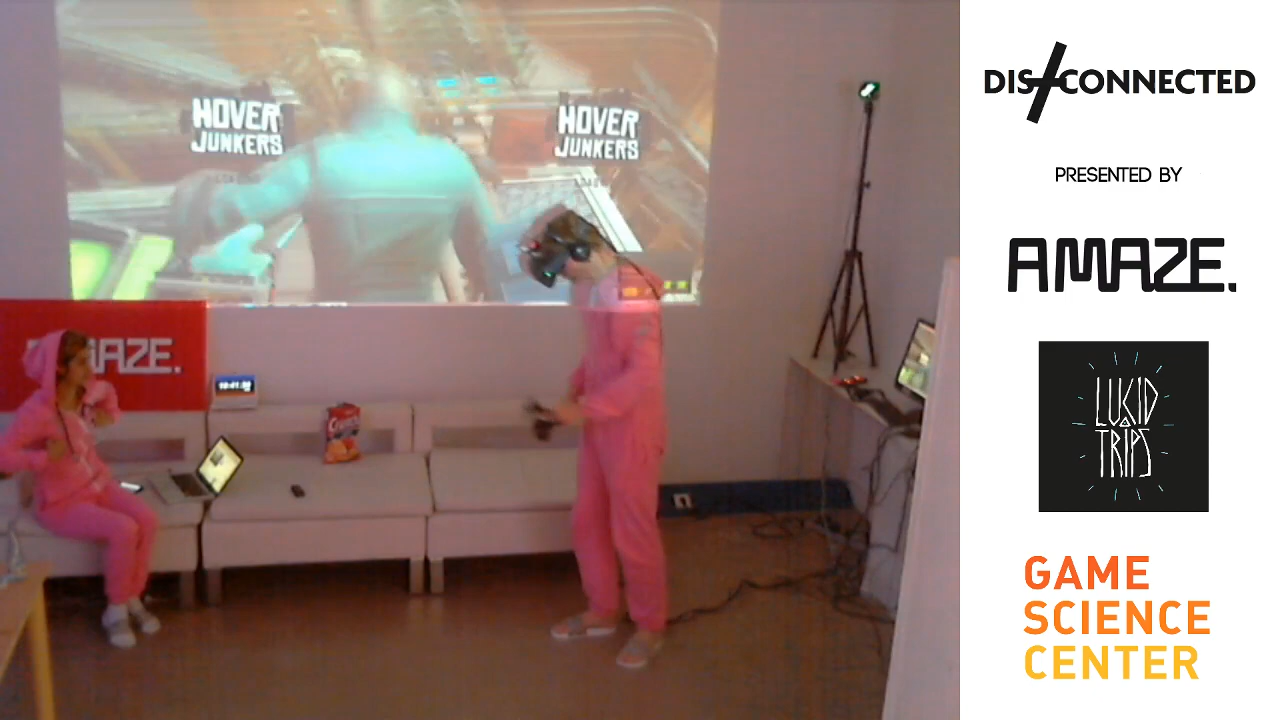 HOVER
JUNKERS
HOVER
JUNKERS
AMAZE.
DIS/CONNECTED
PRESENTED BY
AMAZE.
LUCID
TRIPS
GAME
SCIENCE
CENTER